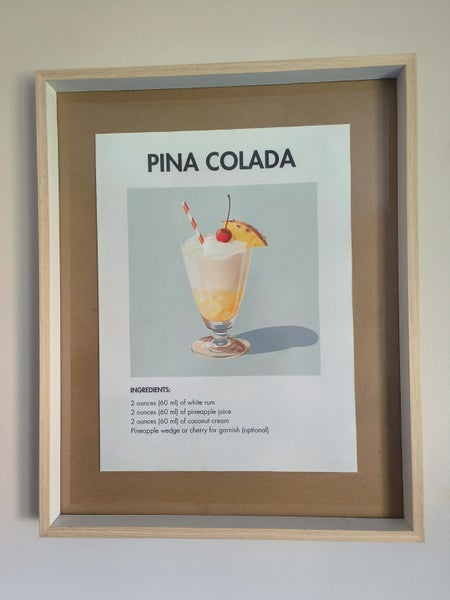 PINA COLADA
INGREDIENTS:
2 ounces (60 ml) of white rum
2 ounces (60 ml) of pineapple juice
2 ounces (60 ml) of coconut cream
Pineapple wedge or cherry for garnish (optional)